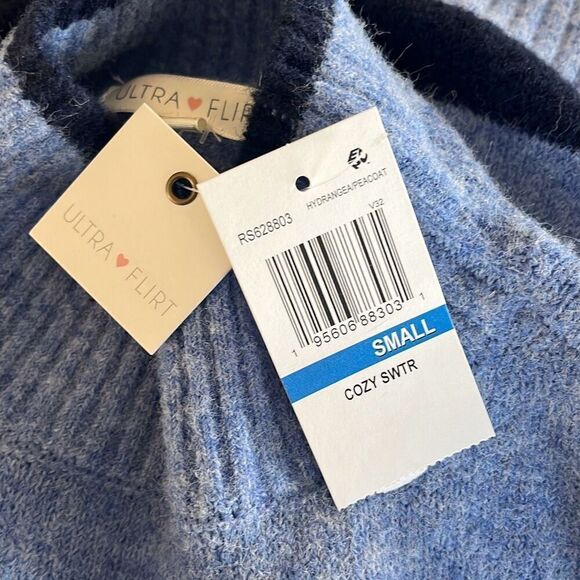 ULTRA ♥ FLIRT
ULTRA ♥ FLIRT
RS628803
HYDRANGEA/PEACOAT
V32
1 95606 88303 1
SMALL
COZY SWTR